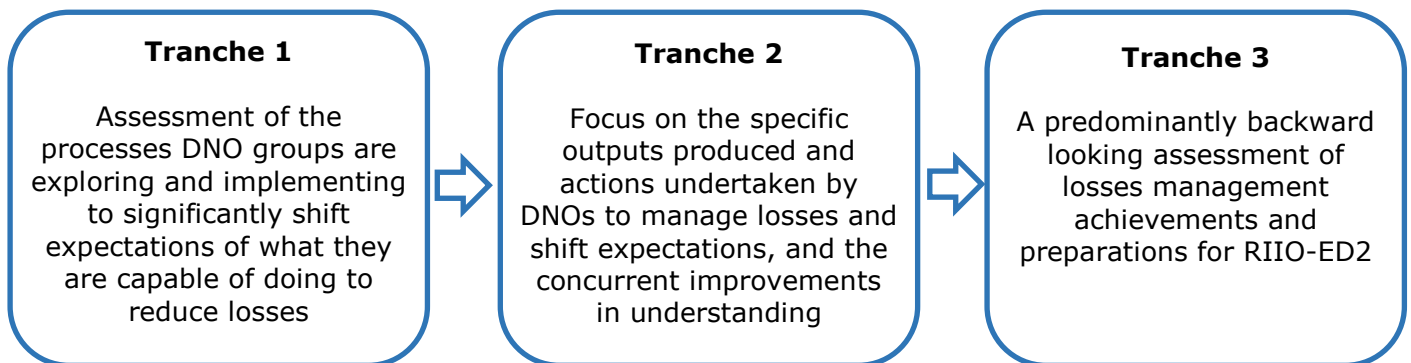 Tranche 1
Assessment of the
processes DNO groups are
exploring and implementing
to significantly shift
expectations of what they
are capable of doing to
reduce losses
Tranche 2
Focus on the specific
outputs produced and
actions undertaken by
DNOs to manage losses and
shift expectations, and the
concurrent improvements
in understanding
Tranche 3
A predominantly backward
looking assessment of
losses management
achievements and
preparations for RIIO-ED2